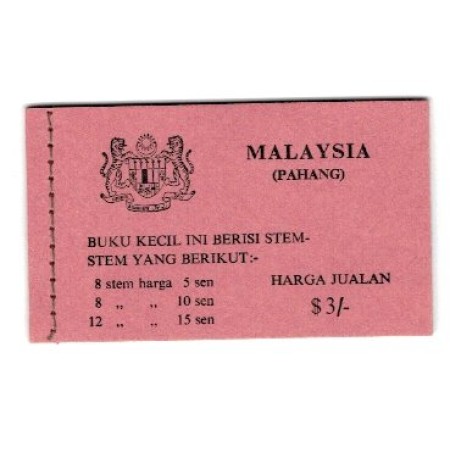 MALAYSIA
(PAHANG)
BUKU KECIL INI BERISI STEM-
STEM YANG BERIKUT:-
8 stem harga 5 sen
8 „ „ 10 sen
12 „ „ 15 sen
HARGA JUALAN
$3/-